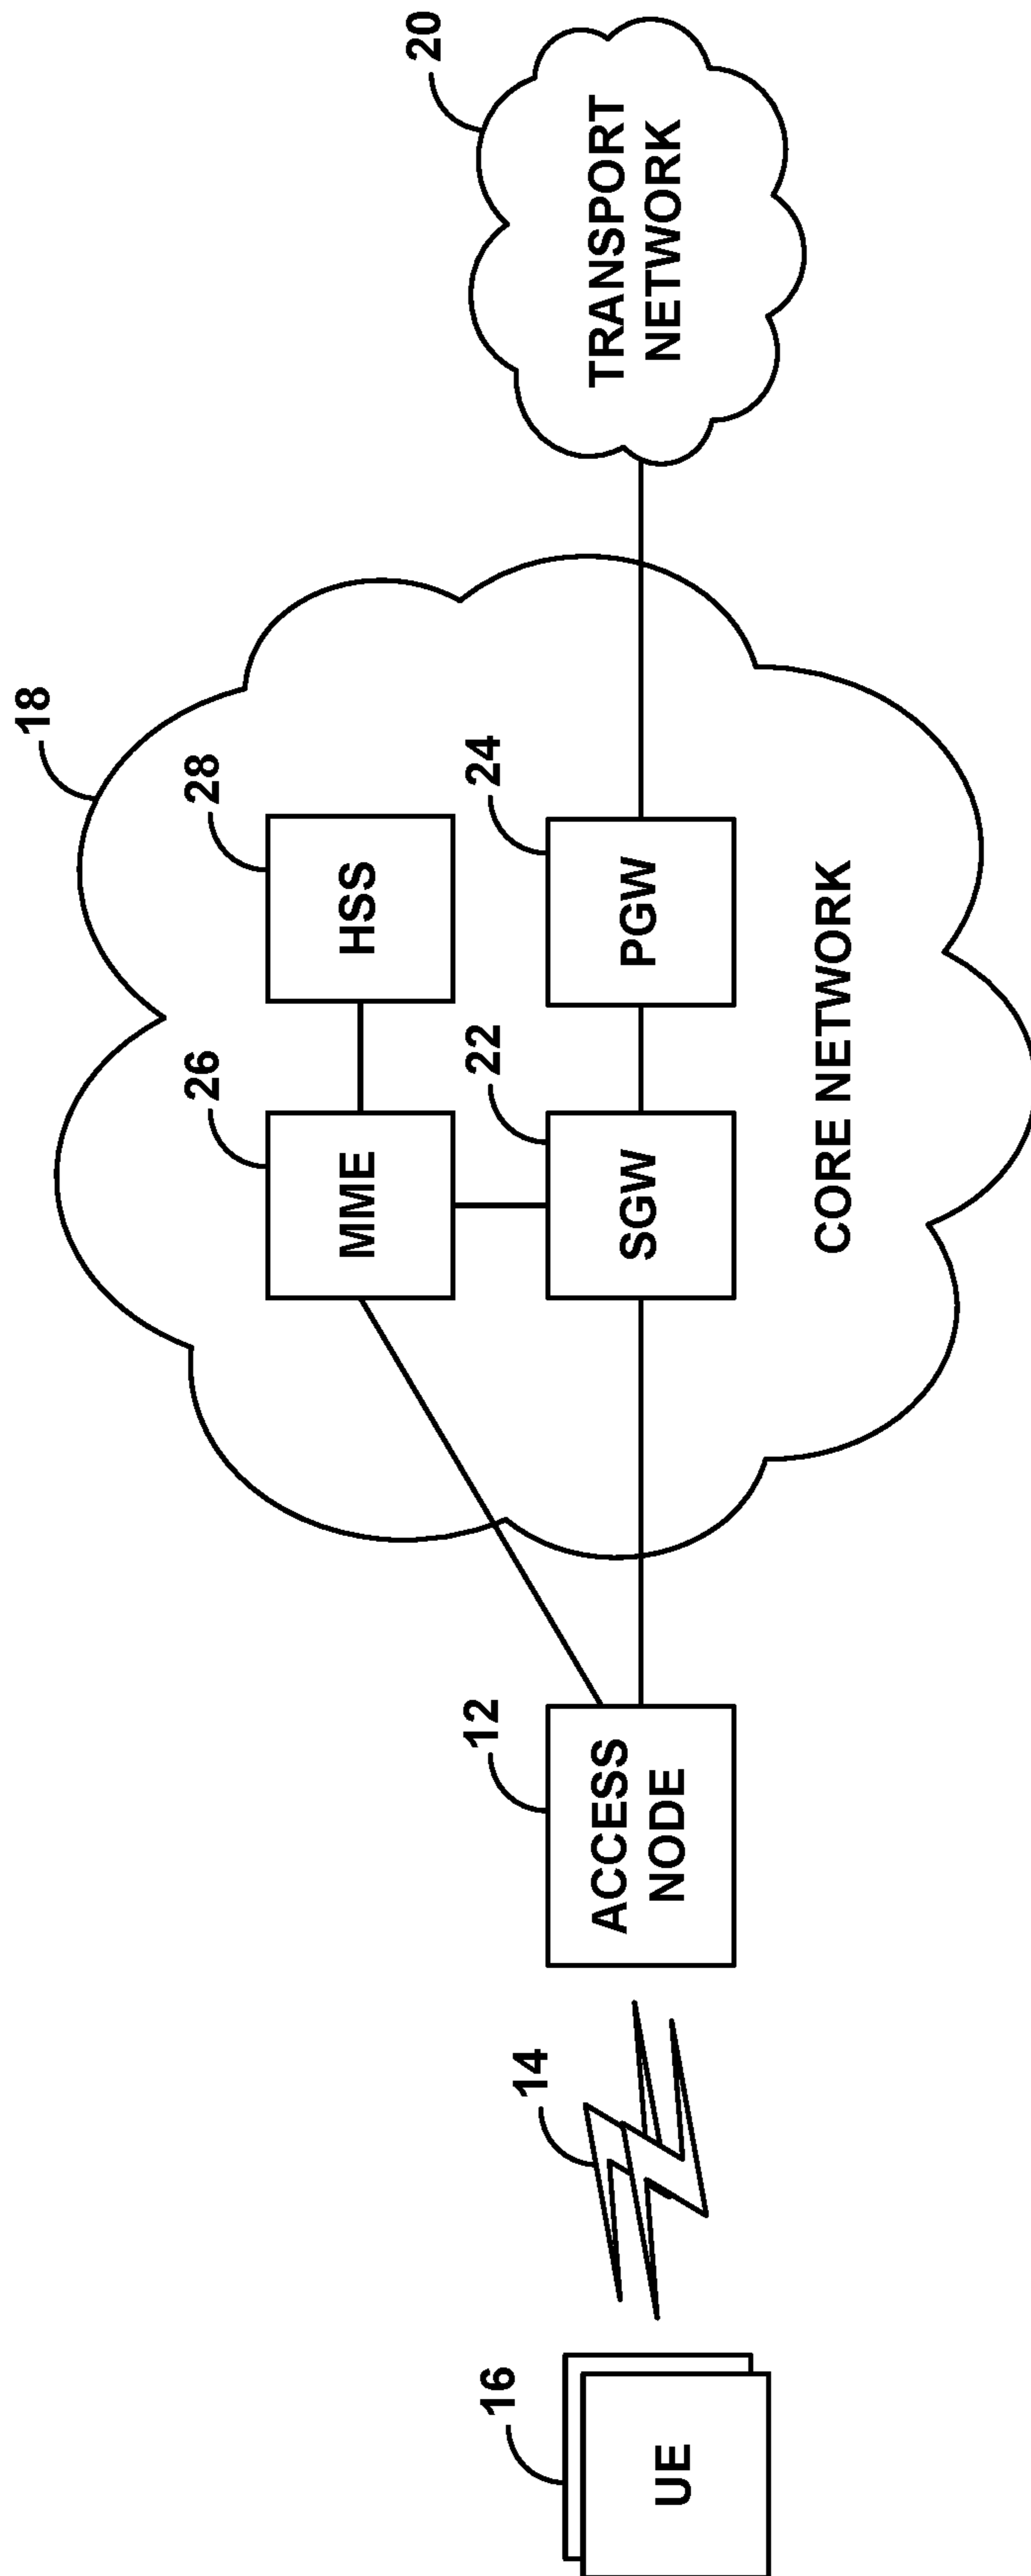 18
20
26
28
MME
HSS
12
14
16
22
24
UE
ACCESS
NODE
SGW
PGW
TRANSPORT
NETWORK
CORE NETWORK